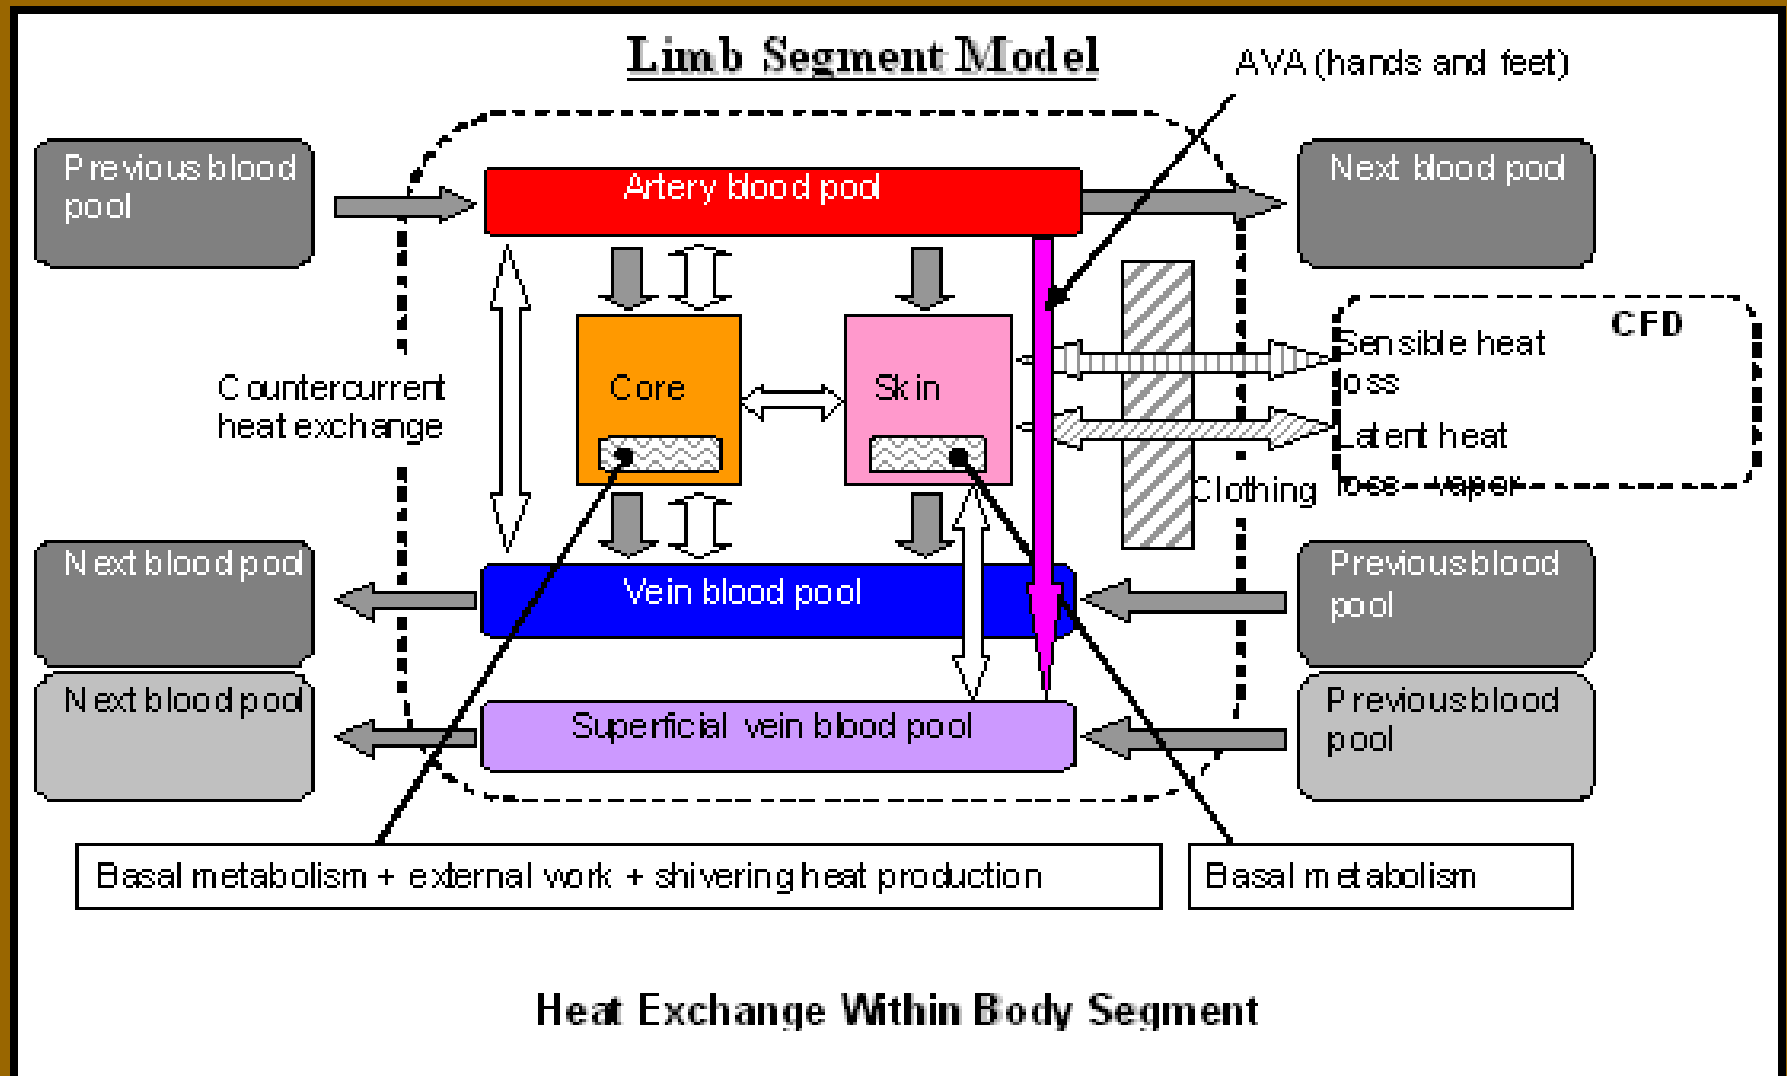 Limb Segment Model
AVA (hands and feet)
Previous blood
pool
Artery blood pool
Next blood pool
CFD
Sensible heat
loss
Countercurrent
heat exchange
Core
Skin
Latent heat
loss - vaper
Clothing
Next blood pool
Vein blood pool
Previous blood
pool
Next blood pool
Superficial vein blood pool
Previous blood
pool
Basal metabolism + external work + shivering heat production
Basal metabolism
Heat Exchange Within Body Segment